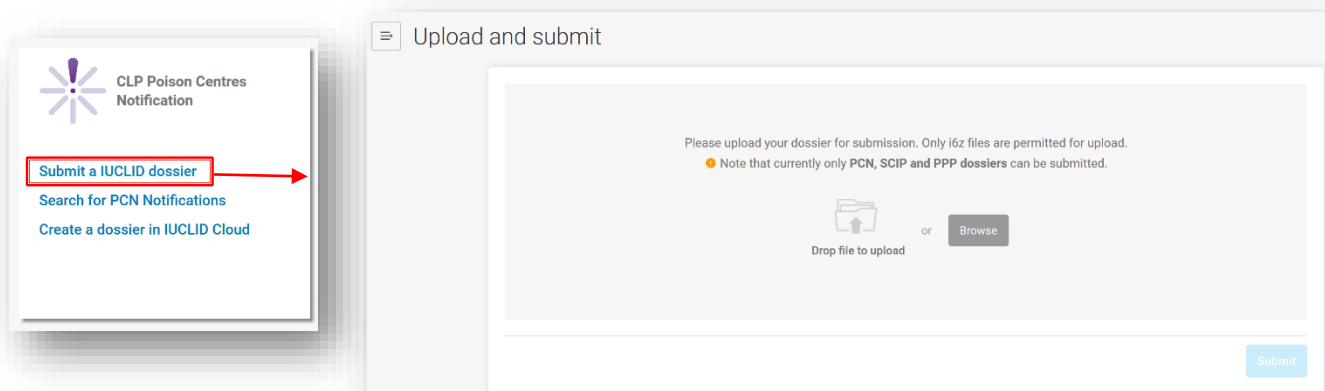 CLP Poison Centres
Notification
Submit a IUCLID dossier
Search for PCN Notifications
Create a dossier in IUCLID Cloud
Upload and submit
Please upload your dossier for submission. Only i6z files are permitted for upload.
Note that currently only PCN, SCIP and PPP dossiers can be submitted.
Drop file to upload
or
Browse
Submit